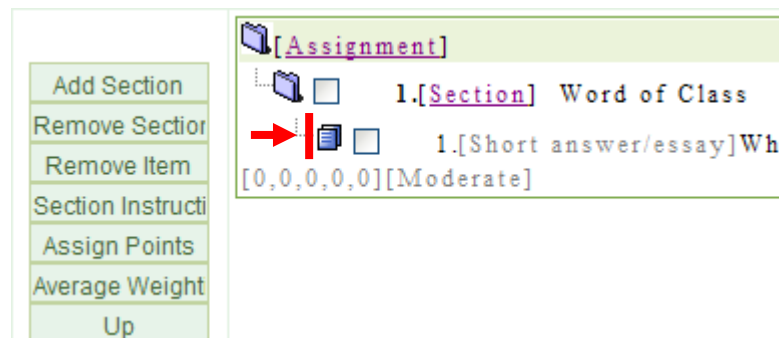 Add Section
Remove Section
Remove Item
Section Instructi
Assign Points
Average Weight
Up
[Assignment]
1.[Section] Word of Class
1.[Short answer/essay]Wh
[0,0,0,0,0][Moderate]